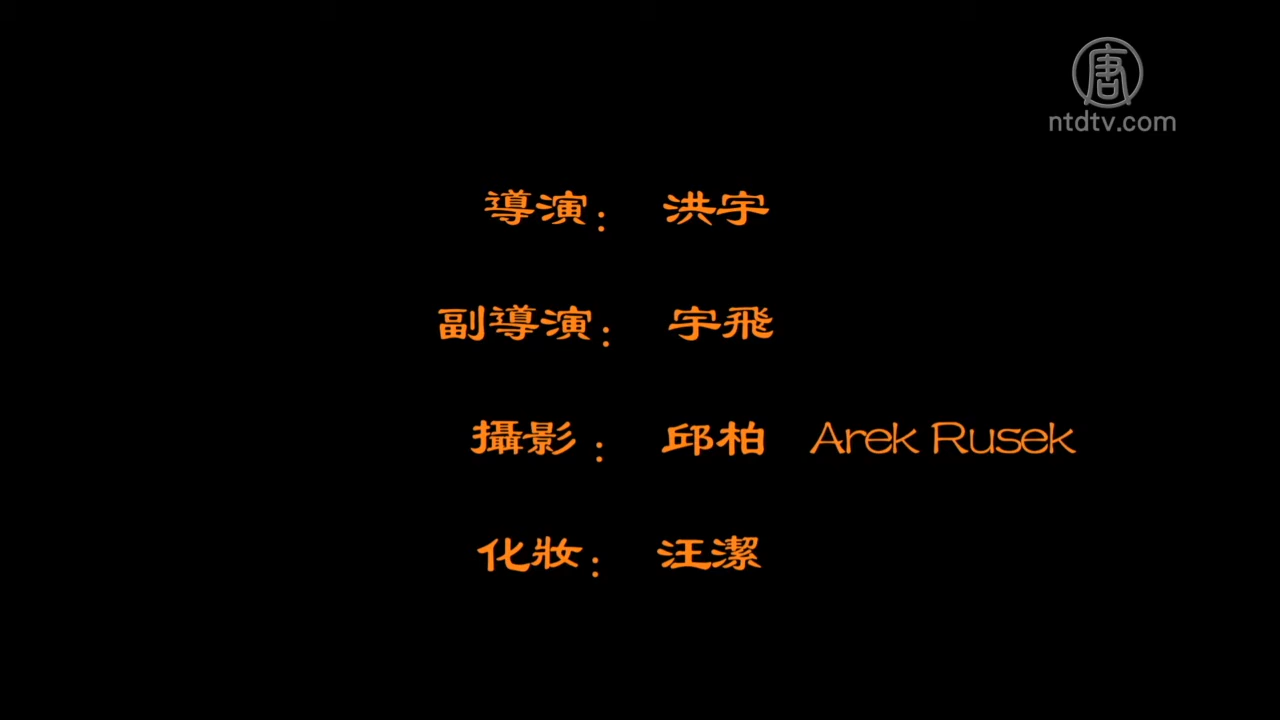 唐
ntdtv.com
導演： 洪宇
副導演： 宇飛
攝影： 邱柏 Arek Rusek
化妝： 汪潔